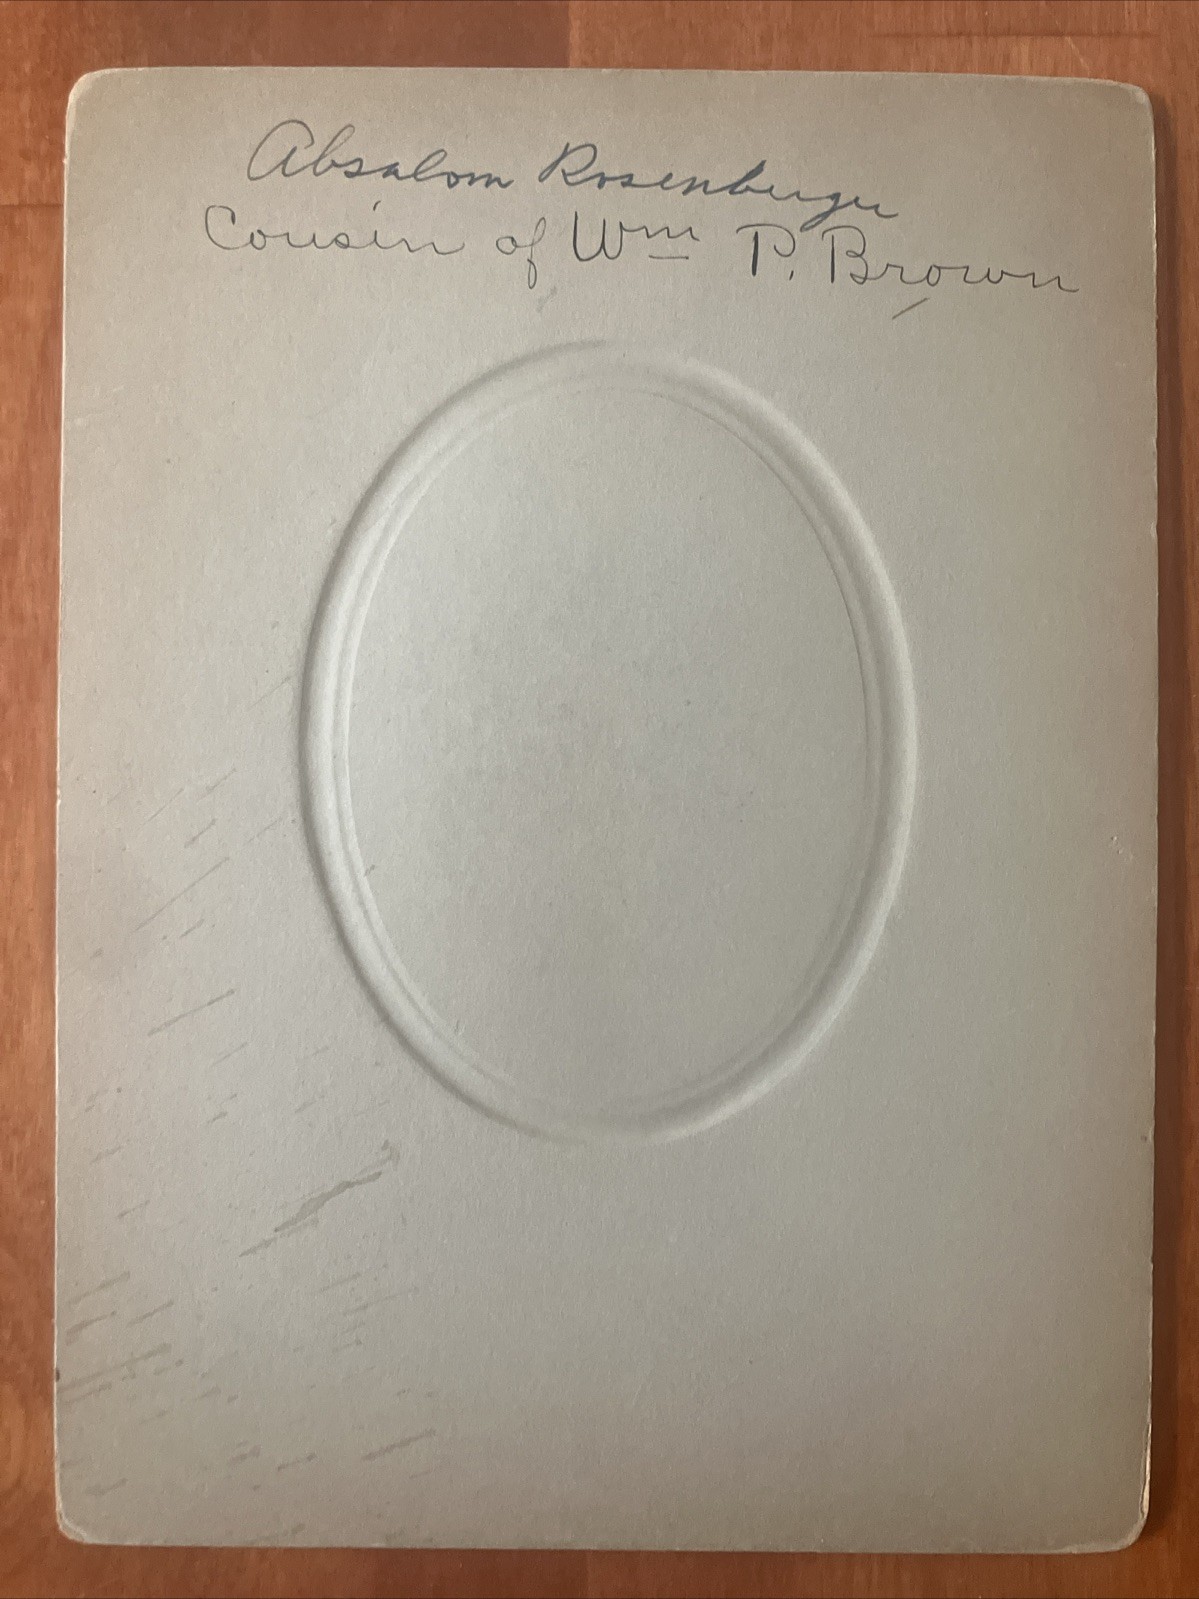 Absalom Rosenberger
Cousin of Wm P. Brown